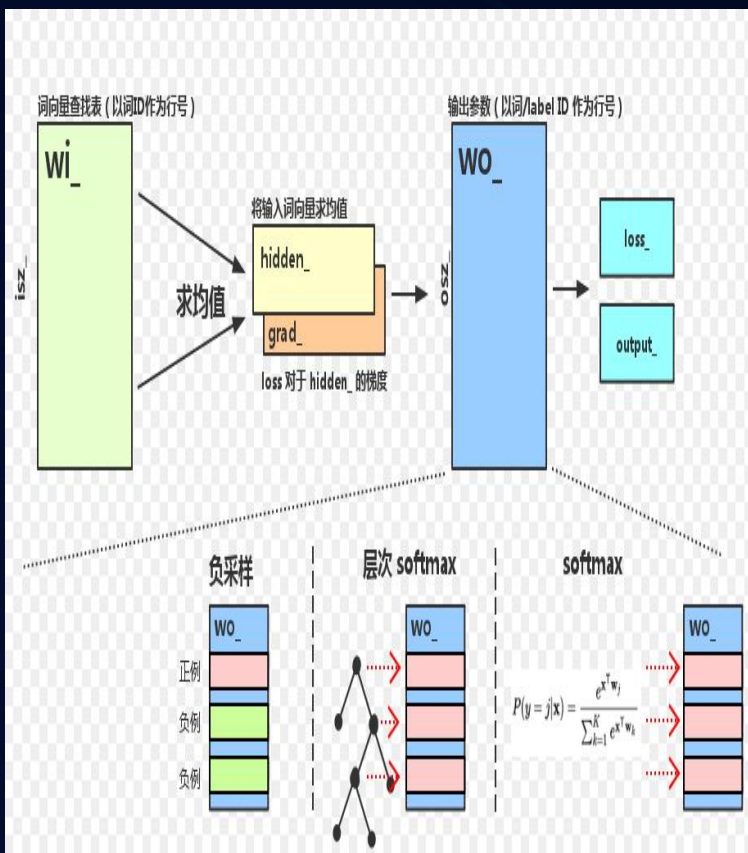 词向量查找表（以词ID作为行号）
wi_
isz_
求均值
将输入词向量求均值
hidden_
grad_
loss 对于 hidden_ 的梯度
输出参数（以词/label ID 作为行号）
WO_
osz_
loss_
output_
负采样
WO_
正例
负例
负例
层次 softmax
WO_
softmax
P(y = j|x) = e^{x^T w_j} / ∑_{k=1}^{K} e^{x^T w_k}
WO_